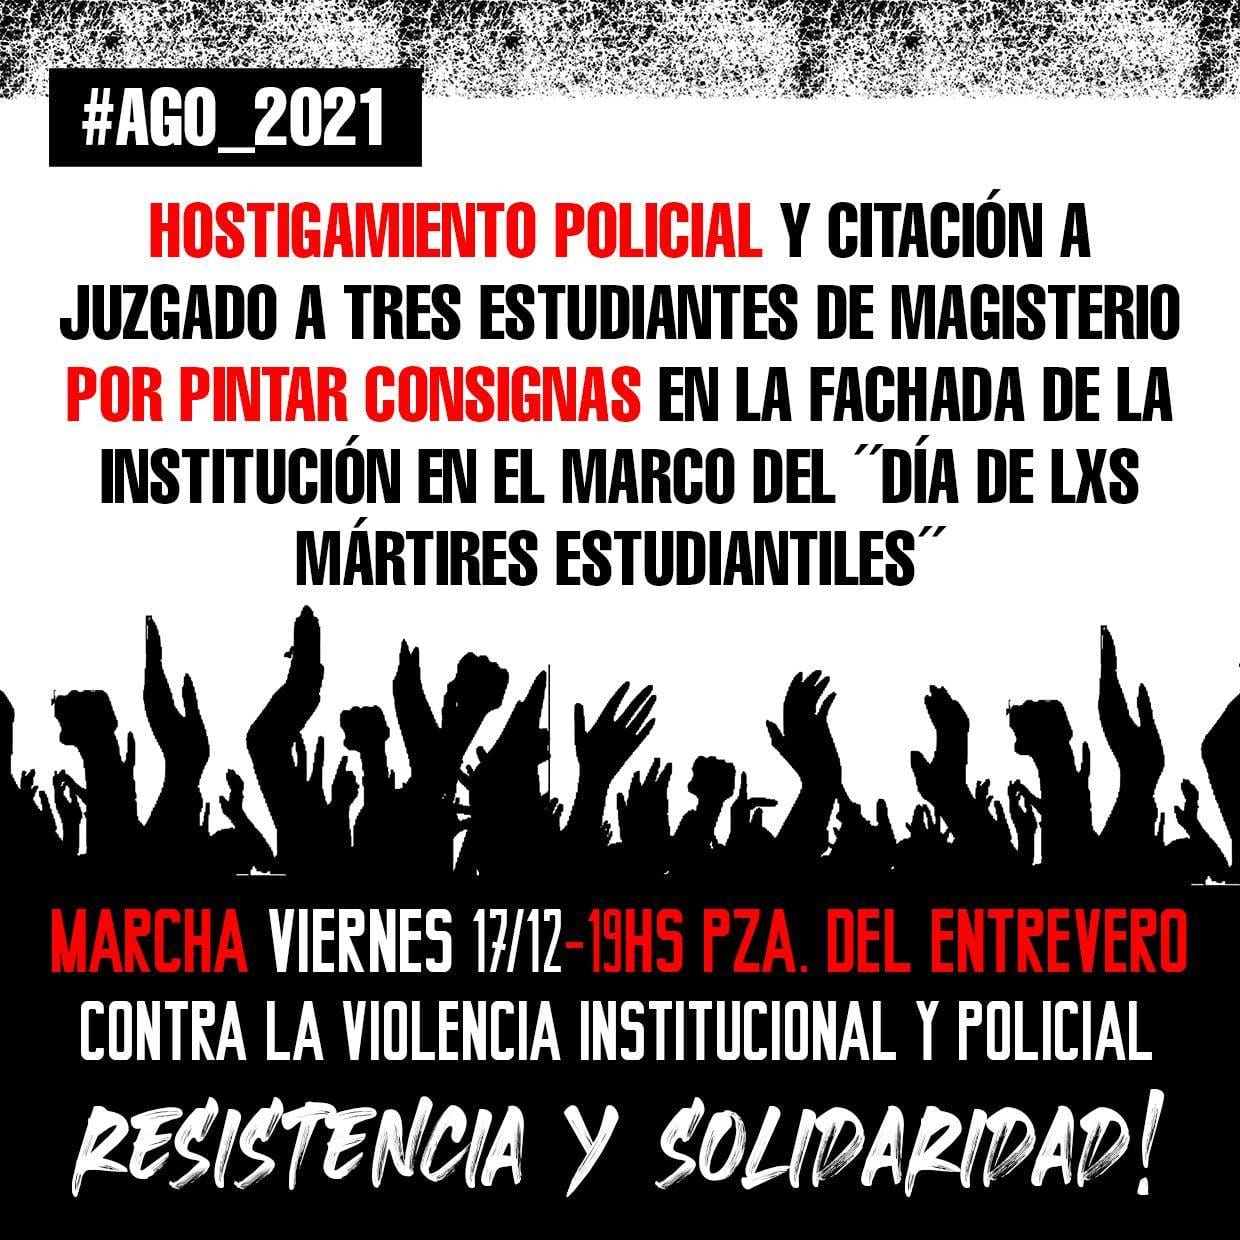 #AGO_2021
HOSTIGAMIENTO POLICIAL Y CITACIÓN A
JUZGADO A TRES ESTUDIANTES DE MAGISTERIO
POR PINTAR CONSIGNAS EN LA FACHADA DE LA
INSTITUCIÓN EN EL MARCO DEL ´´DÍA DE LXS
MÁRTIRES ESTUDIANTILES´´
MARCHA VIERNES 17/12-19HS PZA. DEL ENTREVERO
CONTRA LA VIOLENCIA INSTITUCIONAL Y POLICIAL
RESISTENCIA Y SOLIDARIDAD!